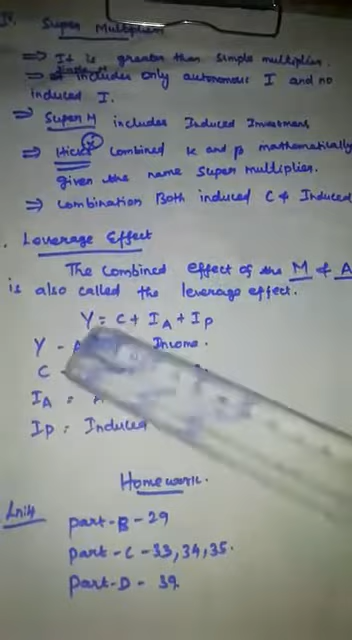 IV. Super Multiplier
⇒ It is greater than simple multiplier.
⇒ Simple M includes only autonomous I and no
induced I.
⇒ Super M includes Induced Investment
⇒ Hicks combined K and β mathematically
given the name Super multiplier.
⇒ Combination Both induced C & Induced
. Leverage Effect
The combined effect of the M & A
is also called the leverage effect.
Y = C + IA + IP
Y - Income.
C -
IA =
IP = Induced
Homework.
part-B - 29
part-C - 33, 34, 35.
part-D - 39